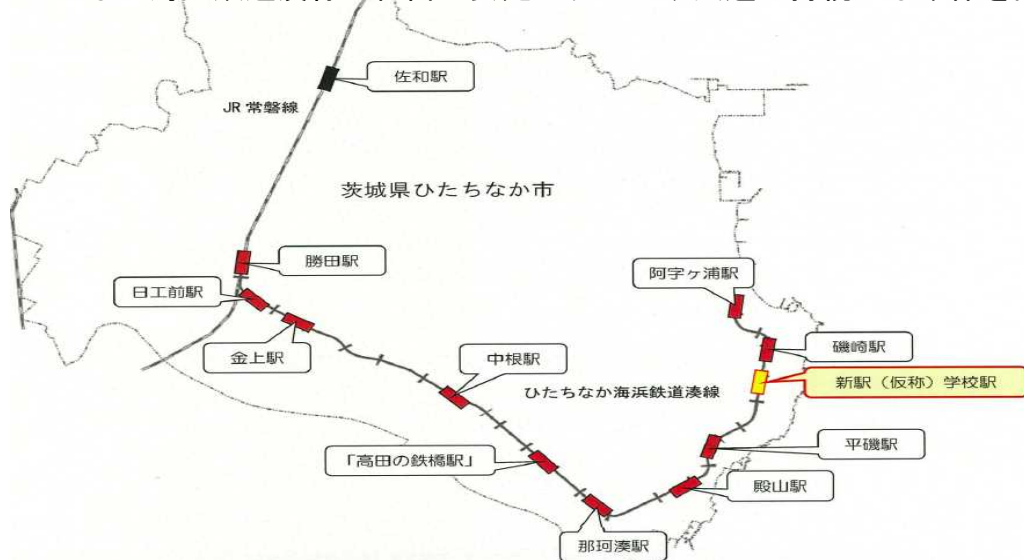 佐和駅
JR 常磐線
茨城県ひたちなか市
勝田駅
阿字ヶ浦駅
日工前駅
磯崎駅
金上駅
中根駅
新駅（仮称）学校駅
ひたちなか海浜鉄道湊線
平磯駅
「高田の鉄橋駅」
殿山駅
那珂湊駅